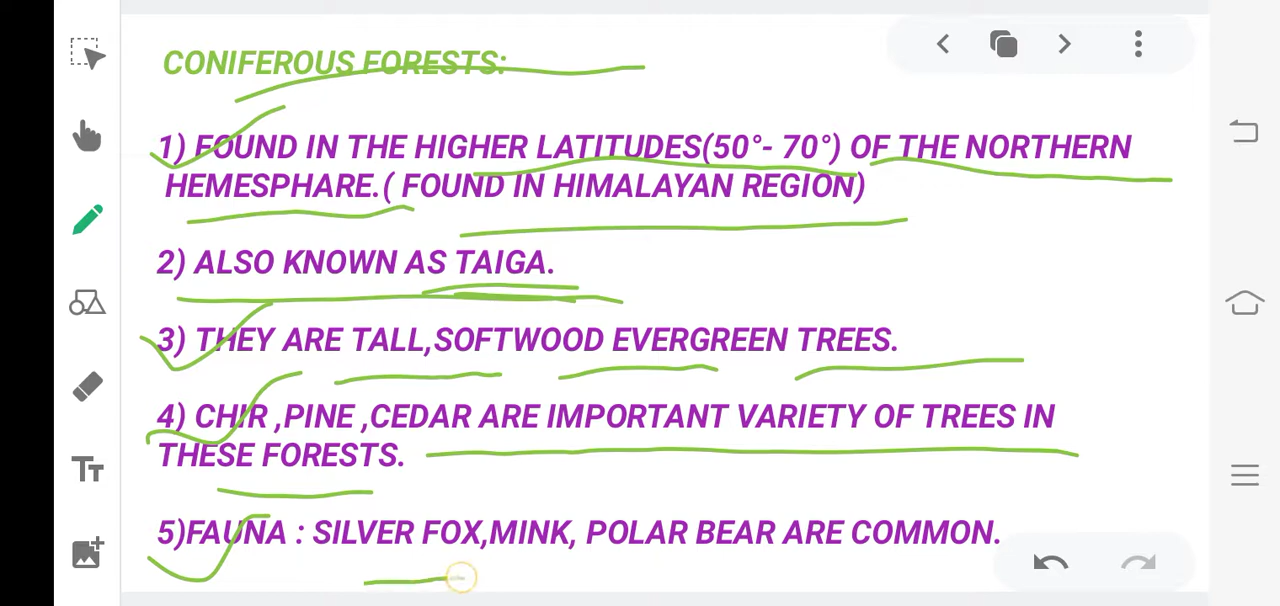 CONIFEROUS FORESTS:
1) FOUND IN THE HIGHER LATITUDES(50°- 70°) OF THE NORTHERN
HEMESPHARE.( FOUND IN HIMALAYAN REGION)
2) ALSO KNOWN AS TAIGA.
3) THEY ARE TALL,SOFTWOOD EVERGREEN TREES.
4) CHIR ,PINE ,CEDAR ARE IMPORTANT VARIETY OF TREES IN
THESE FORESTS.
5)FAUNA : SILVER FOX,MINK, POLAR BEAR ARE COMMON.